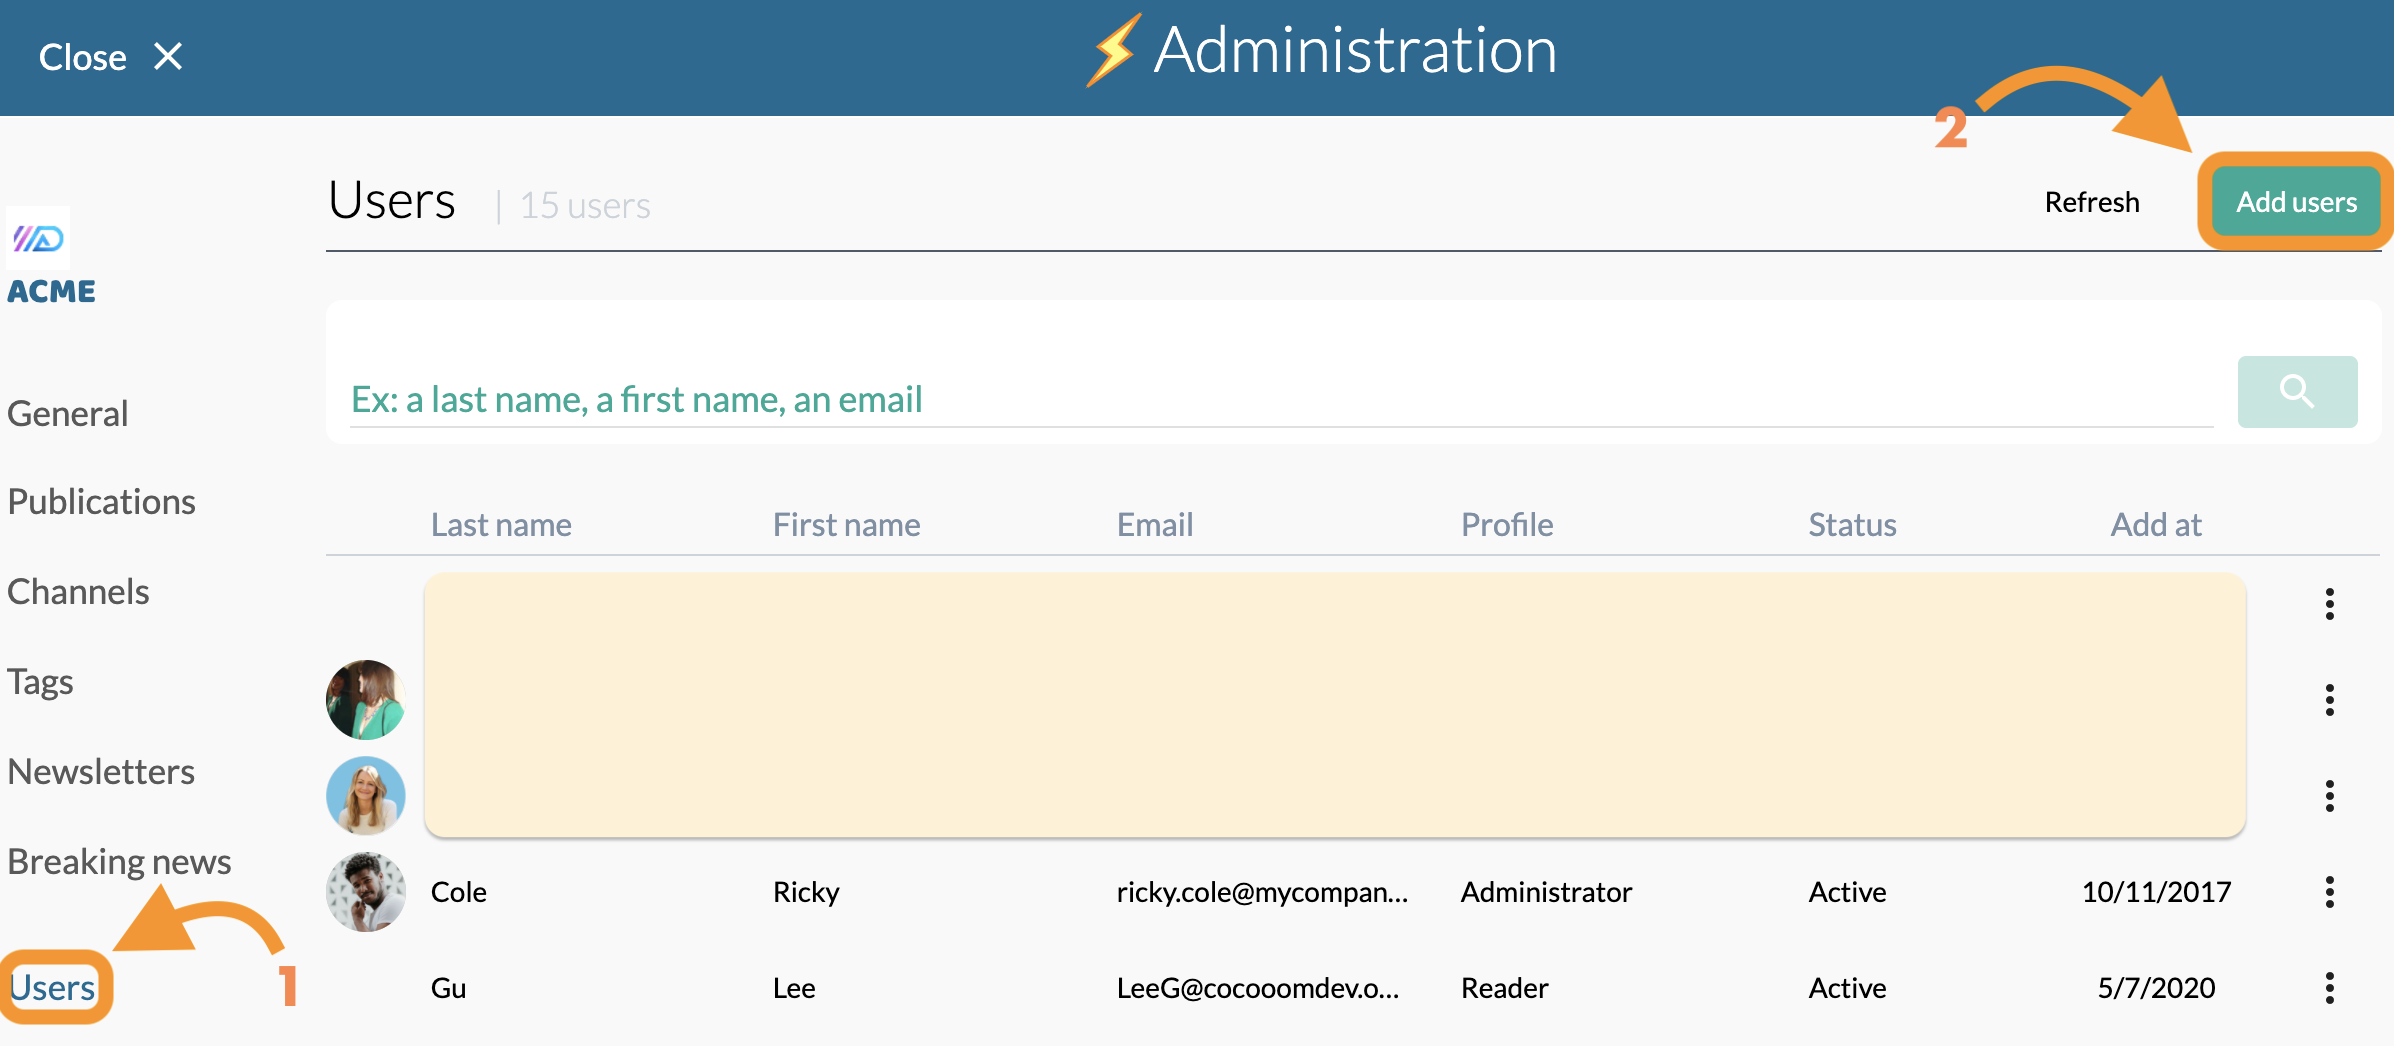 Close ⚡Administration
2
Users | 15 users Refresh Add users
ACME
Ex: a last name, a first name, an email
General
Publications
Channels
Tags
Newsletters
Breaking news
Users
1
Last name First name Email Profile Status Add at
Cole Ricky ricky.cole@mycompan... Administrator Active 10/11/2017
Gu Lee LeeG@cocooomdev.o... Reader Active 5/7/2020